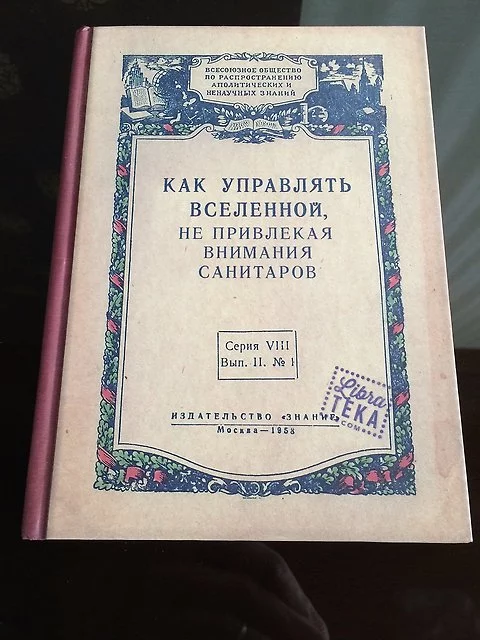 ВСЕСОЮЗНОЕ ОБЩЕСТВО
ПО РАСПРОСТРАНЕНИЮ
АПОЛИТИЧЕСКИХ И
НЕНАУЧНЫХ ЗНАНИЙ
КАК УПРАВЛЯТЬ
ВСЕЛЕННОЙ,
НЕ ПРИВЛЕКАЯ
ВНИМАНИЯ
САНИТАРОВ
Серия VIII
Вып. II. № 1
ИЗДАТЕЛЬСТВО «ЗНАНИЕ»
Москва — 1958
Libra
TEKA
.COM